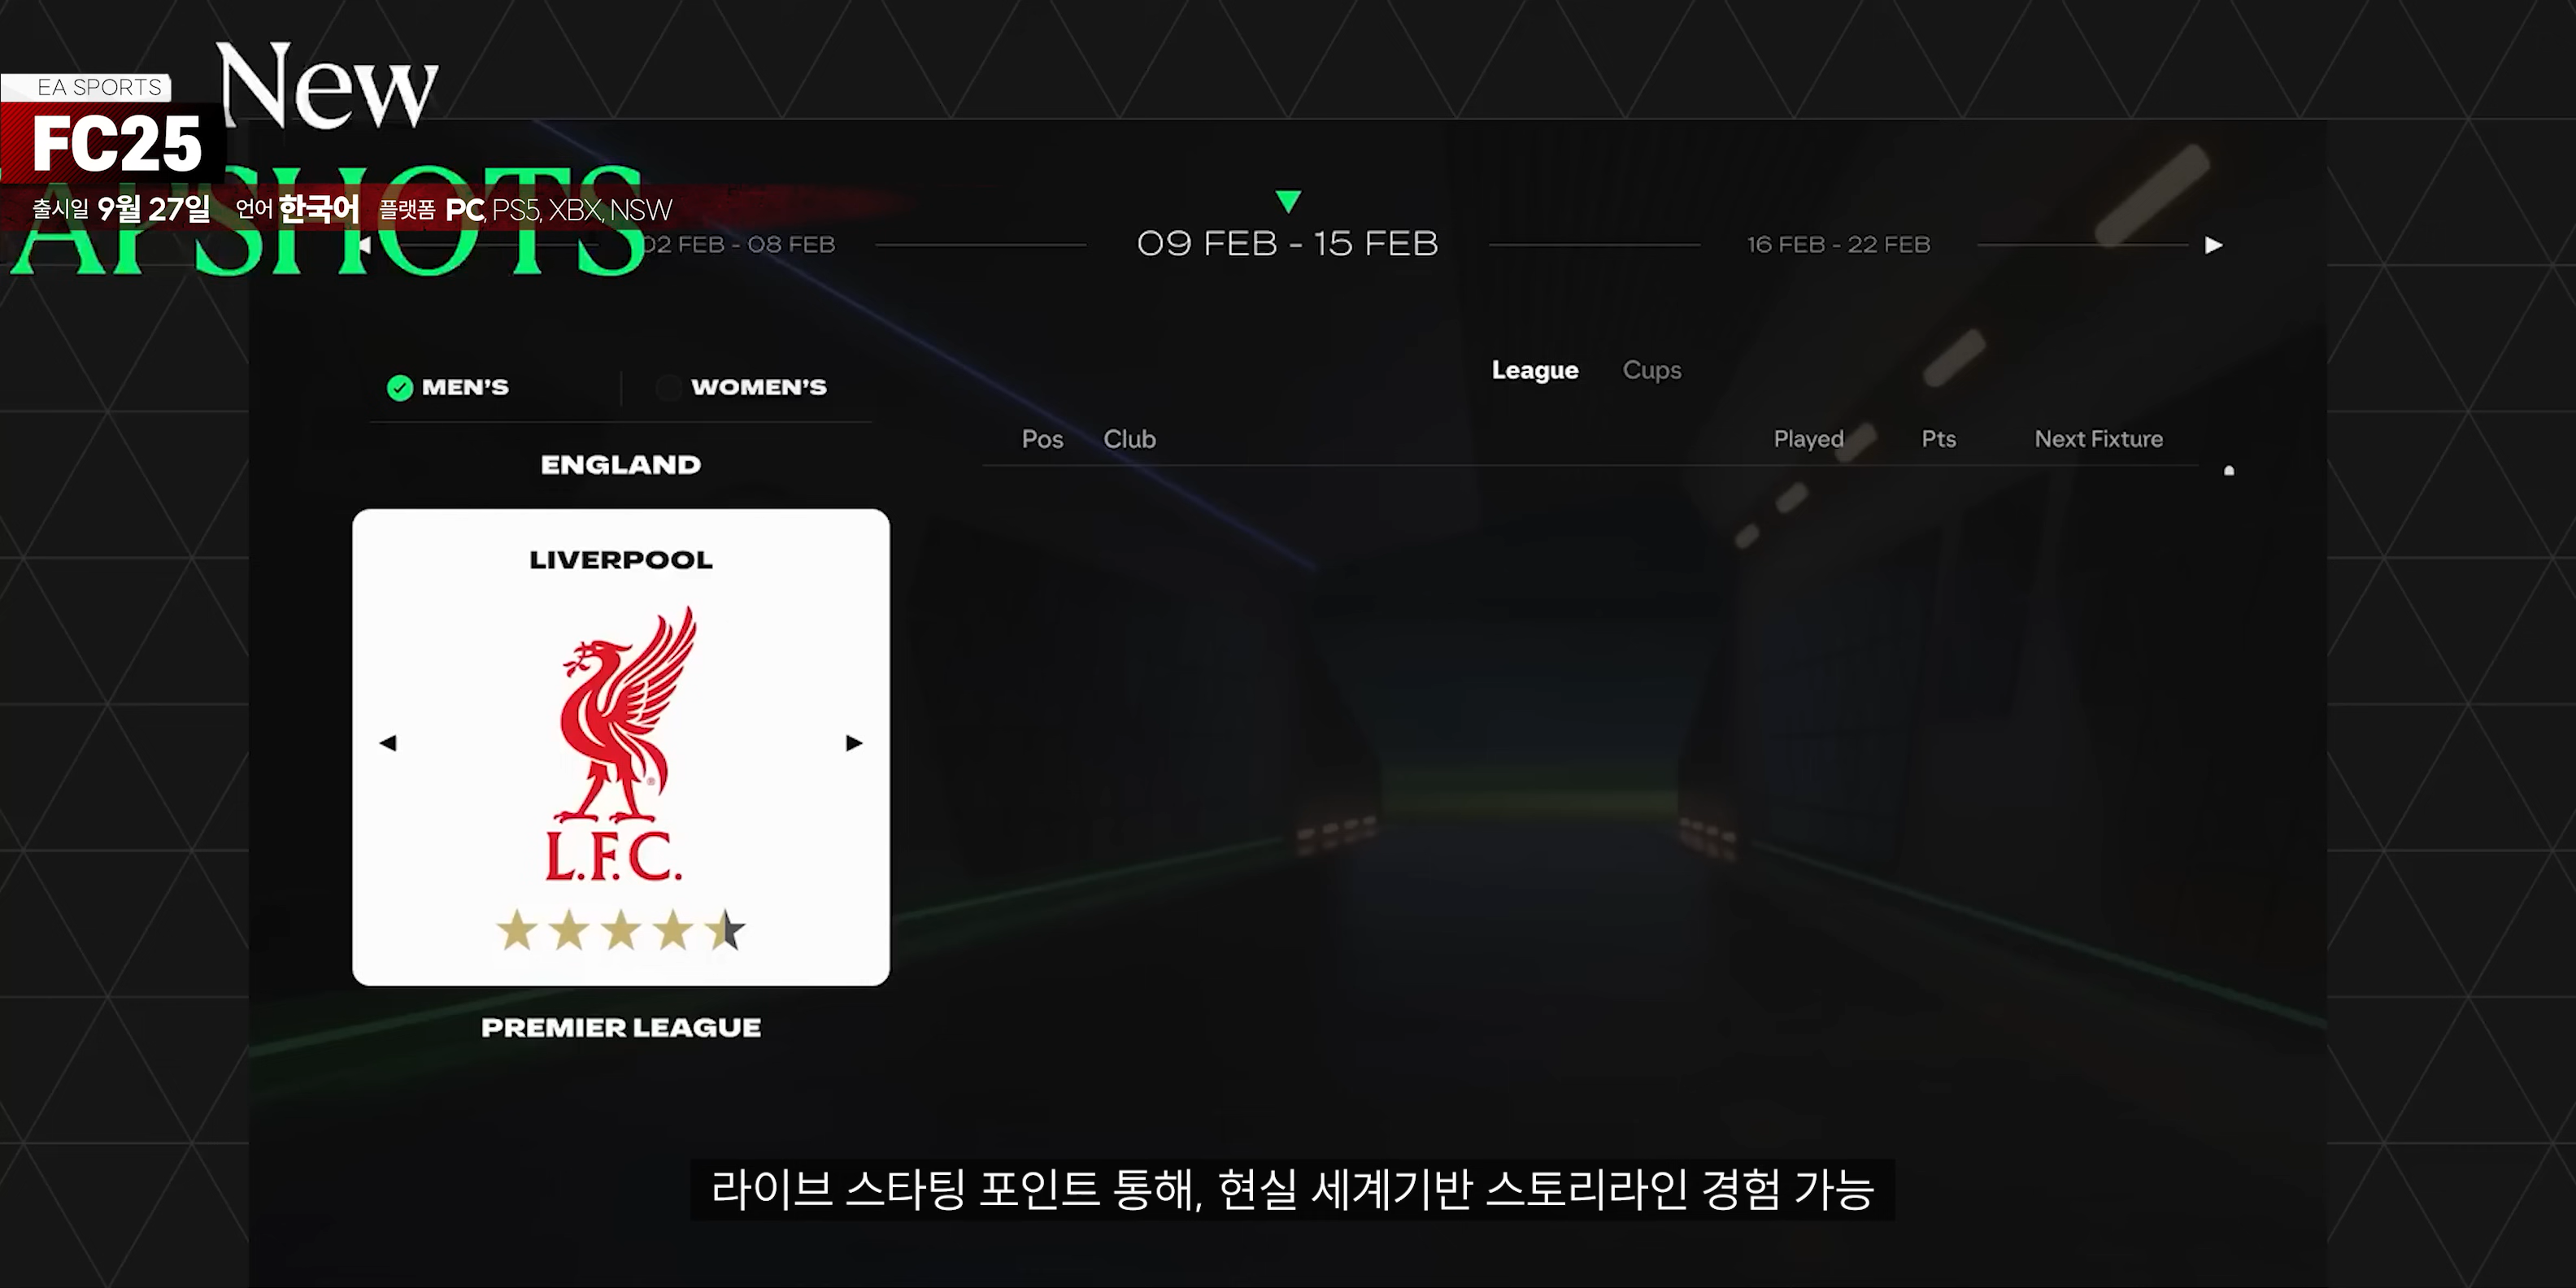 New
EA SPORTS
FC25
APSHOTS
출시일 9월 27일 언어 한국어 플랫폼 PC, PS5, XBX, NSW
02 FEB - 08 FEB
09 FEB - 15 FEB
16 FEB - 22 FEB
MEN'S
WOMEN'S
League Cups
Pos Club Played Pts Next Fixture
ENGLAND
LIVERPOOL
L.F.C.
PREMIER LEAGUE
라이브 스타팅 포인트 통해, 현실 세계기반 스토리라인 경험 가능